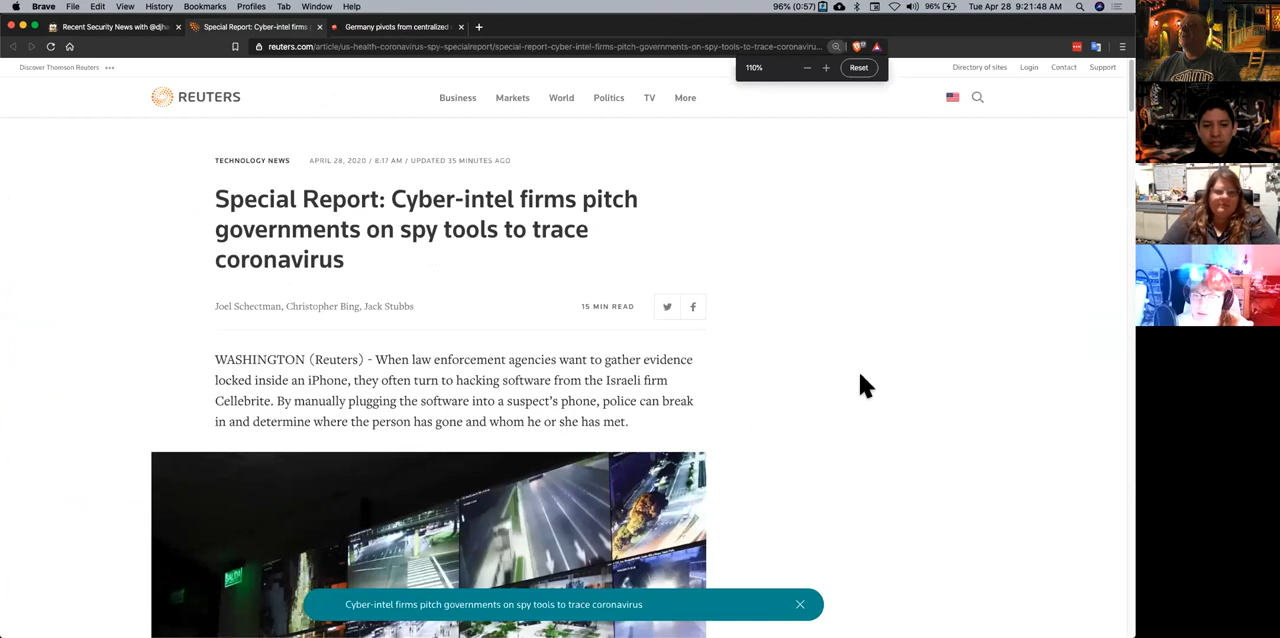 Brave File Edit View History Bookmarks Profiles Tab Window Help 96% (0:57) 96% Tue Apr 28 9:21:48 AM
Recent Security News with @djha Special Report: Cyber-intel firms Germany pivots from centralized
reuters.com/article/us-health-coronavirus-spy-specialreport/special-report-cyber-intel-firms-pitch-governments-on-spy-tools-to-trace-coronaviru...
110% Reset
Discover Thomson Reuters Directory of sites Login Contact Support
REUTERS Business Markets World Politics TV More
TECHNOLOGY NEWS APRIL 28, 2020 / 8:17 AM / UPDATED 35 MINUTES AGO
Special Report: Cyber-intel firms pitch
governments on spy tools to trace
coronavirus
Joel Schectman, Christopher Bing, Jack Stubbs 15 MIN READ
WASHINGTON (Reuters) - When law enforcement agencies want to gather evidence
locked inside an iPhone, they often turn to hacking software from the Israeli firm
Cellebrite. By manually plugging the software into a suspect's phone, police can break
in and determine where the person has gone and whom he or she has met.
Cyber-intel firms pitch governments on spy tools to trace coronavirus